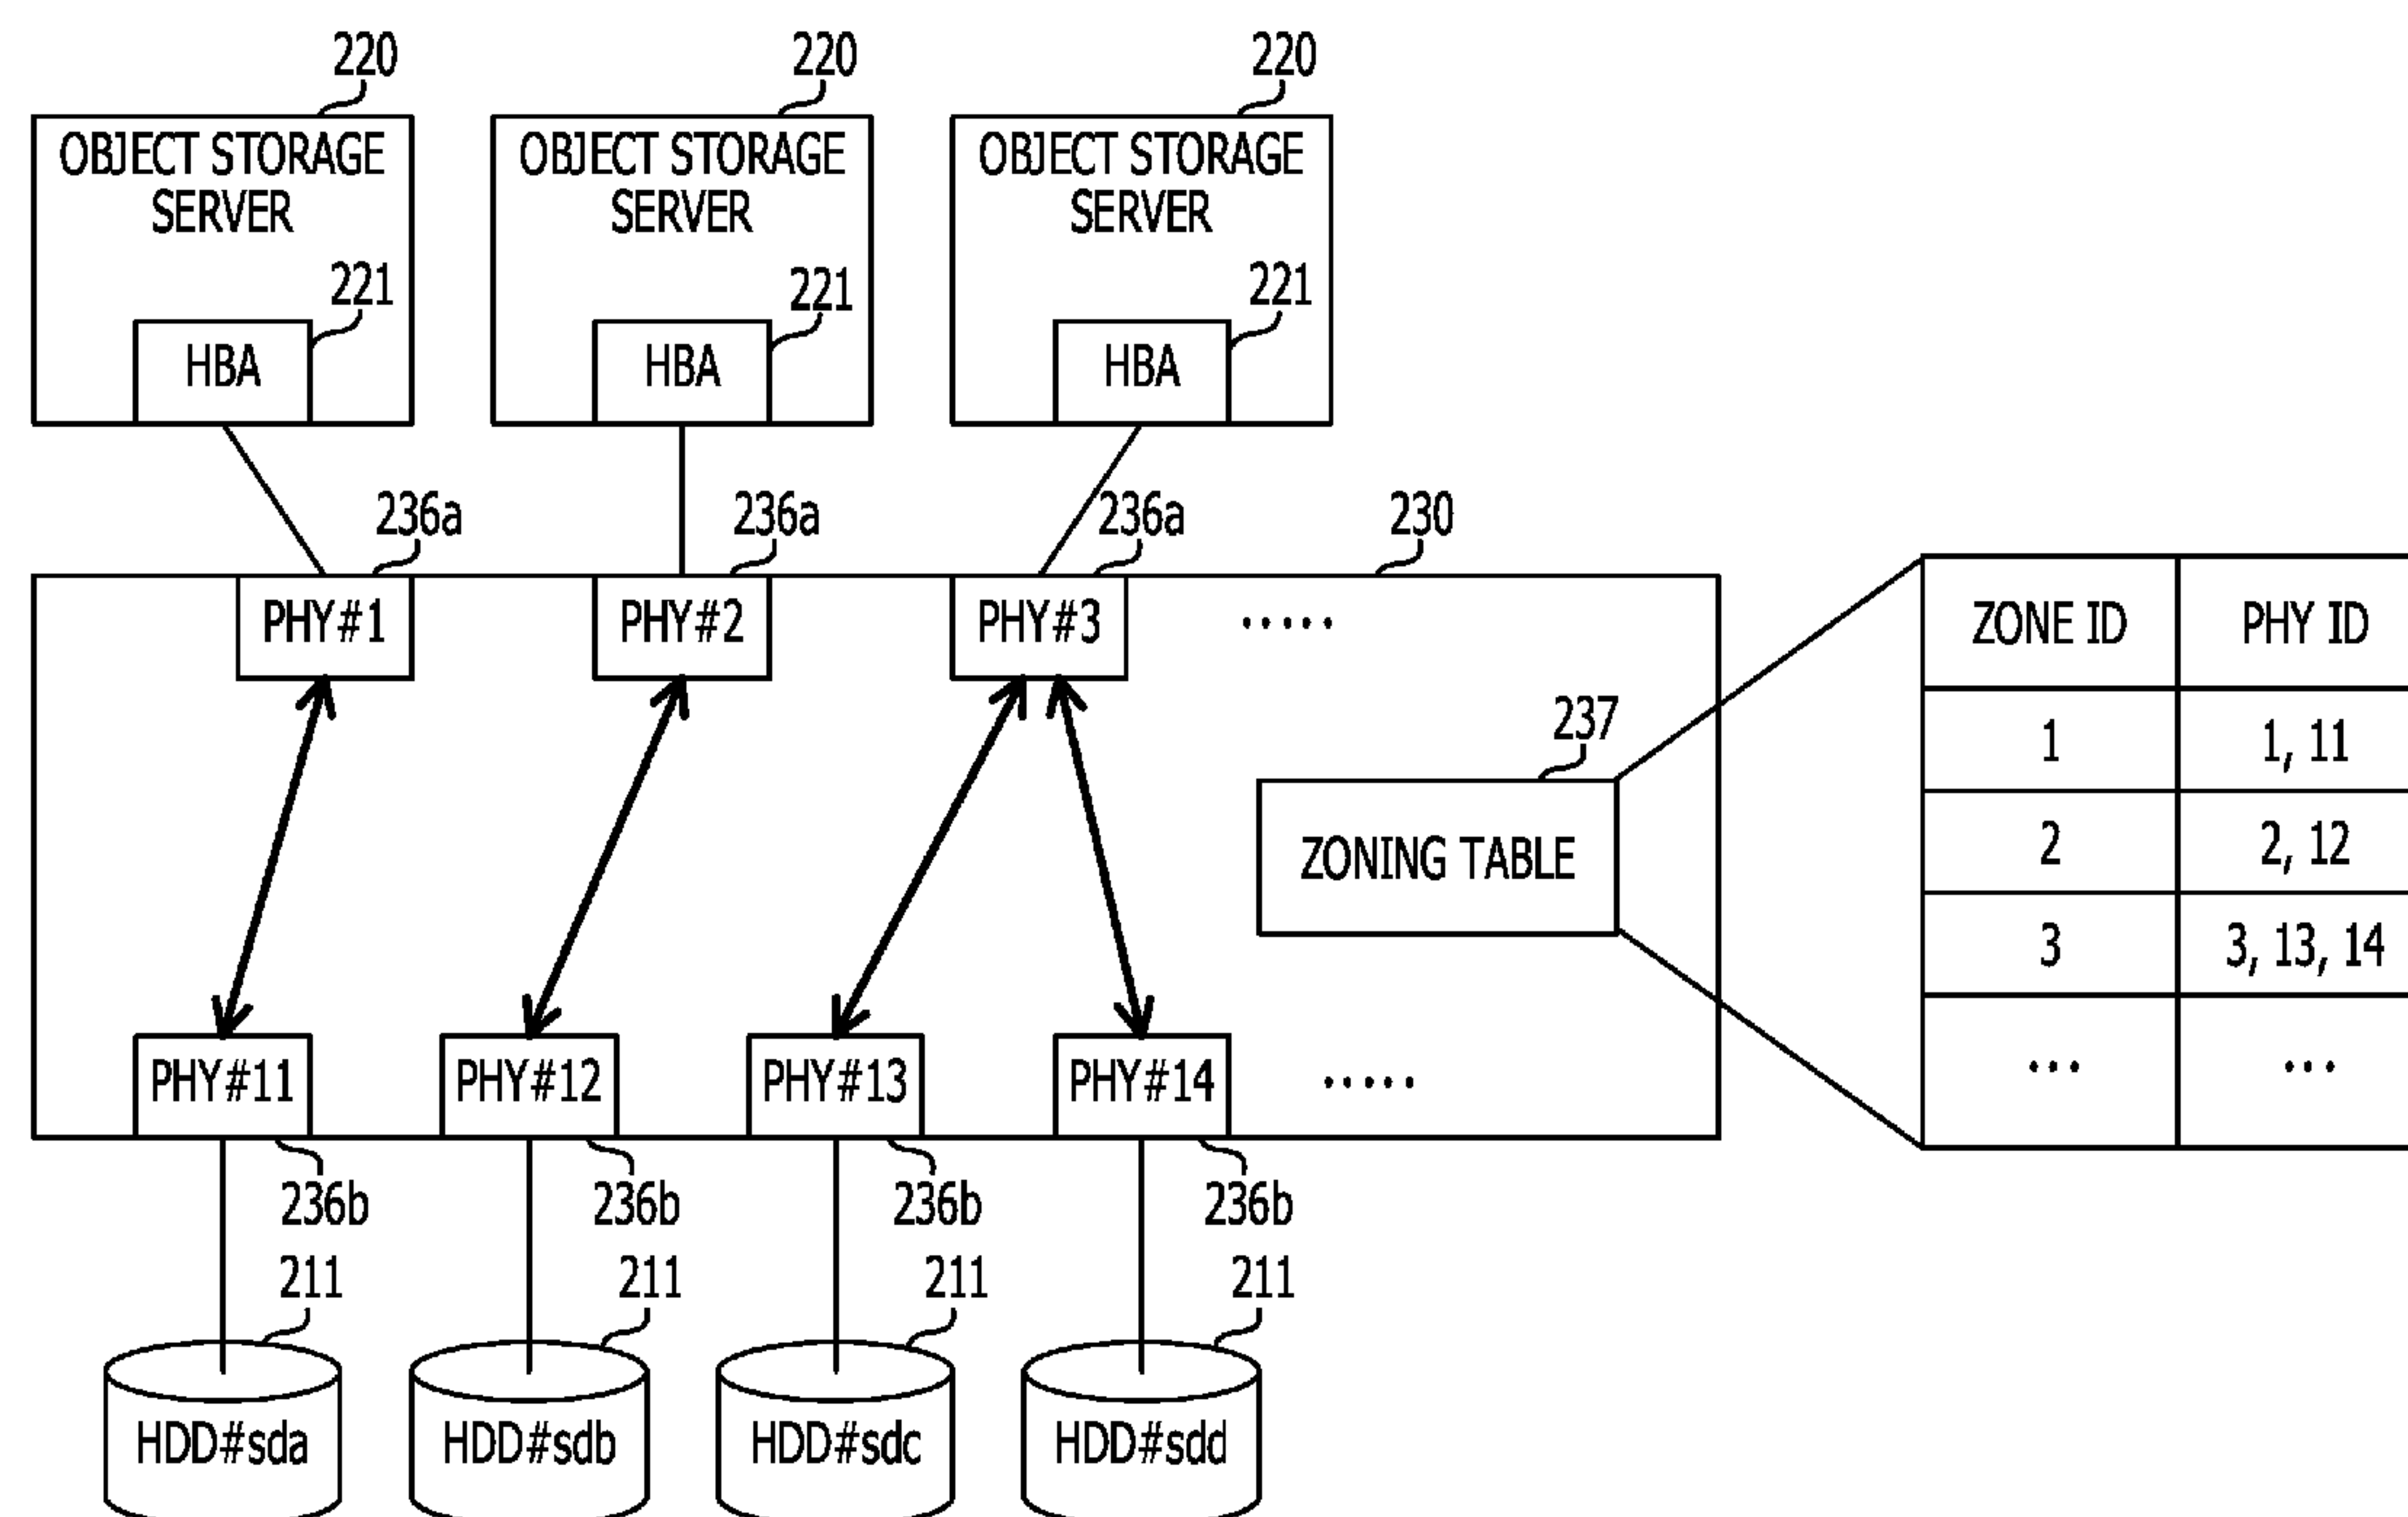 220 220 220
OBJECT STORAGE
SERVER
OBJECT STORAGE
SERVER
OBJECT STORAGE
SERVER
221 221 221
HBA HBA HBA
236a 236a 236a 230
PHY#1 PHY#2 PHY#3 .....
237
ZONING TABLE
ZONE ID PHY ID
1 1, 11
2 2, 12
3 3, 13, 14
... ...
PHY#11 PHY#12 PHY#13 PHY#14 .....
236b 236b 236b 236b
211 211 211 211
HDD#sda HDD#sdb HDD#sdc HDD#sdd